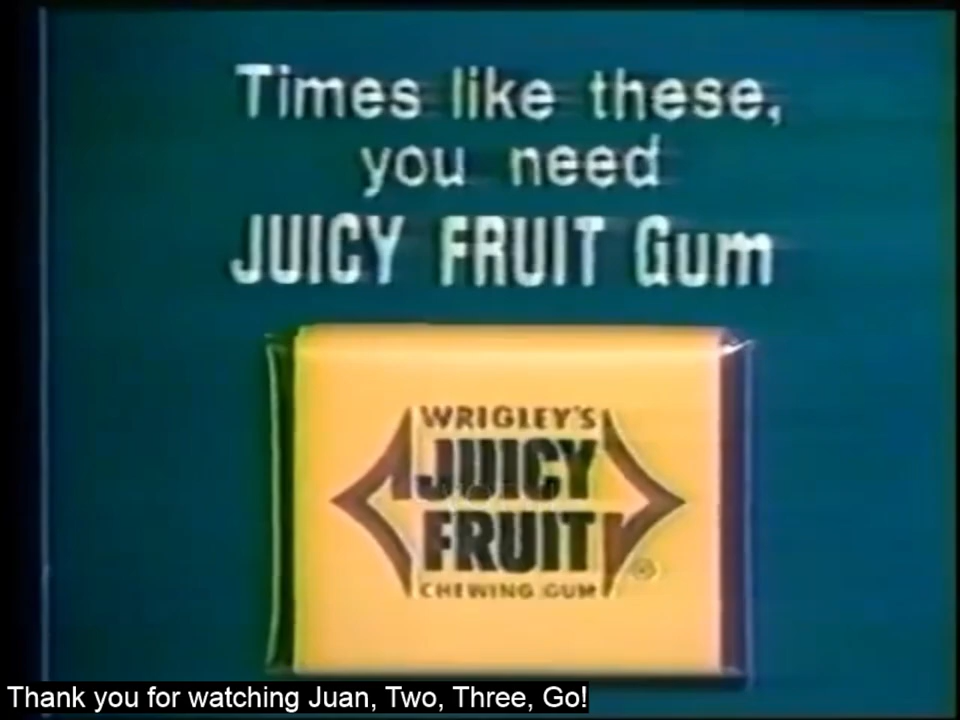 Times like these,
you need
JUICY FRUIT Gum
WRIGLEY'S
JUICY
FRUIT
®
CHEWING GUM
Thank you for watching Juan, Two, Three, Go!